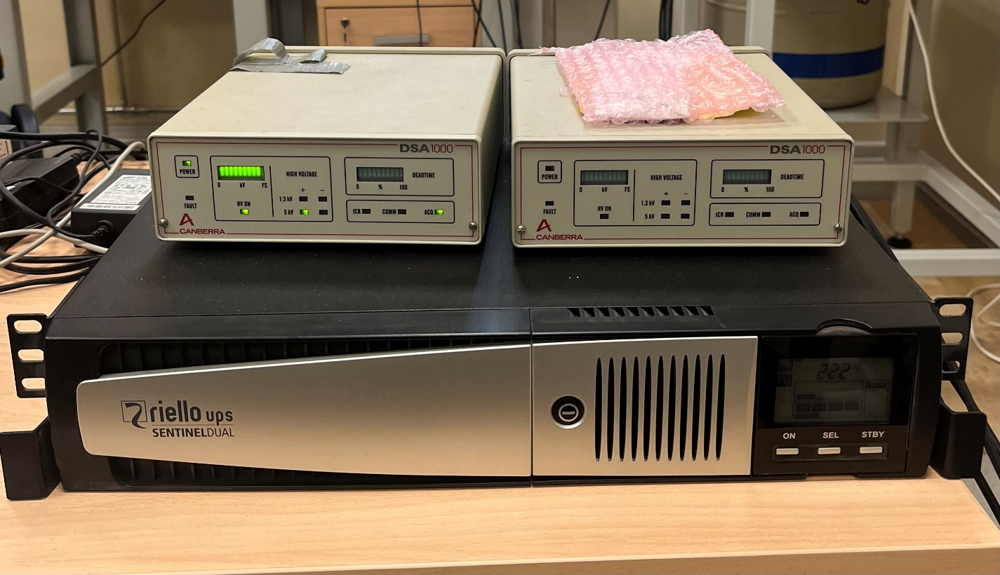 DSA1000
POWER
0 kV FS
HIGH VOLTAGE
+ -
1.3 kV
5 kV
HV ON
FAULT
DEADTIME
0 % 100
ICR COMM ACQ
CANBERRA
DSA1000
POWER
0 kV FS
HIGH VOLTAGE
+ -
1.3 kV
5 kV
HV ON
FAULT
DEADTIME
0 % 100
ICR COMM ACQ
CANBERRA
riello ups
SENTINELDUAL
222
ON SEL STBY